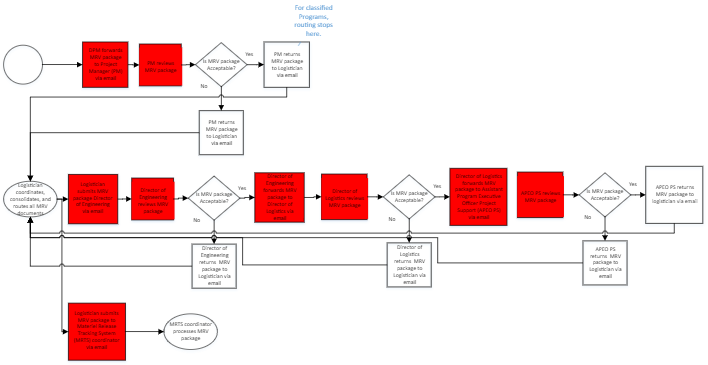 For classified
Programs,
routing stops
here.
DPM forwards
MRV package
to Project
Manager (PM)
via email
PM reviews
MRV package
Is MRV package
Acceptable?
Yes
No
PM returns
MRV package
to Logistician
via email
PM returns
MRV package
to Logistician
via email
Logistician
coordinates,
consolidates, and
routes all MRV
documents
Logistician
submits MRV
package Director
of Engineering
via email
Director of
Engineering
reviews MRV
package
Is MRV package
Acceptable?
Yes
No
Director of
Engineering
forwards MRV
package to
Director of
Logistics via
email
Director of
Logistics reviews
MRV package
Is MRV package
Acceptable?
Yes
No
Director of Logistics
forwards MRV
package to Assistant
Program Executive
Officer Project
Support (APEO PS)
via email
APEO PS reviews
MRV package
Is MRV package
Acceptable?
Yes
No
APEO PS returns
MRV package to
logistician via email
Director of
Engineering
returns MRV
package to
Logistician via
email
Director of
Logistics
returns MRV
package to
Logistician via
email
APEO PS
returns MRV
package to
Logistician via
email
Logistician submits
MRV package to
Material Release
Tracking System
(MRTS) coordinator
via email
MRTS coordinator
processes MRV
package